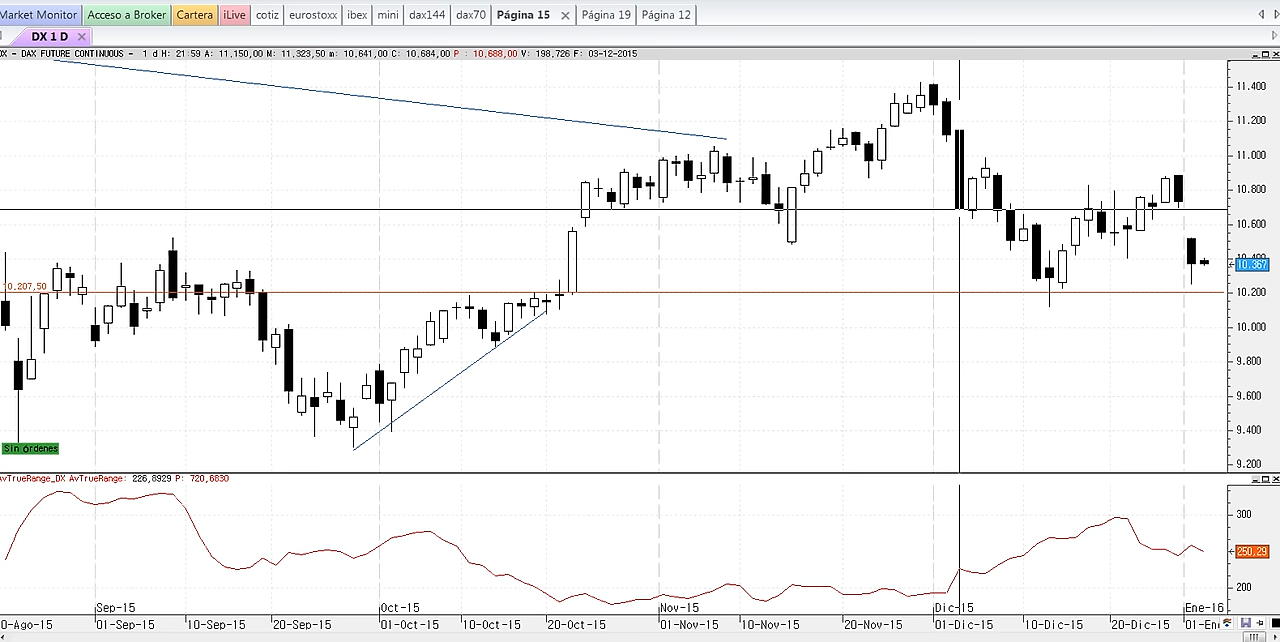 Market Monitor Acceso a Broker Cartera iLive cotiz eurostoxx ibex mini dax144 dax70 Página 15 Página 19 Página 12
DX 1 D
DX - DAX FUTURE CONTINUOUS - 1 d H: 21:59 A: 11,150,00 M: 11,323,50 m: 10,641,00 C: 10,684,00 P : 10,688,00 V: 198,726 F: 03-12-2015
11.400
11.200
11.000
10.800
10.600
10.400
10.367
10.207,50
10.200
10.000
9.800
9.600
9.400
Sin órdenes
9.200
AvTrueRange_DX AvTrueRange: 226,8929 P: 720,6830
300
250,29
200
Sep-15 Oct-15 Nov-15 Dic-15 Ene-16
0-Ago-15 01-Sep-15 10-Sep-15 20-Sep-15 01-Oct-15 10-Oct-15 20-Oct-15 01-Nov-15 10-Nov-15 20-Nov-15 01-Dic-15 10-Dic-15 20-Dic-15 01-En